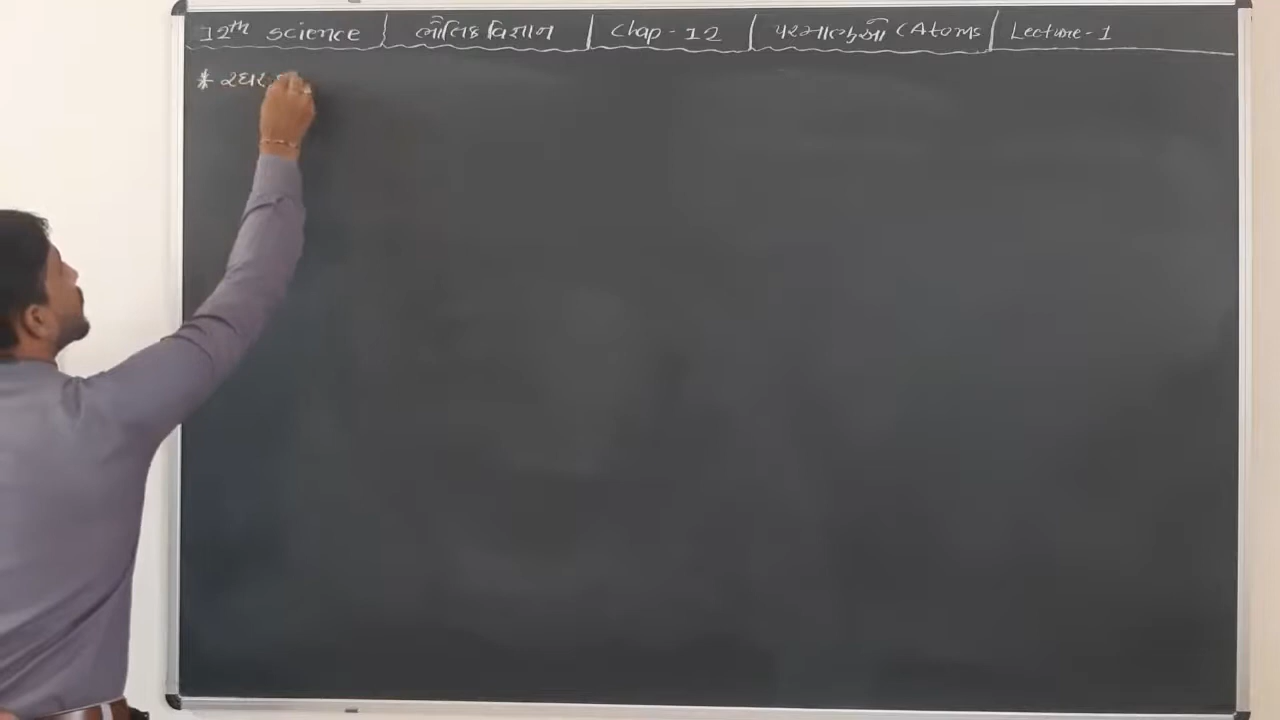 12th science | ભૌતિક વિજ્ઞાન | Chap - 12 | પરમાણુઓ (Atoms | Lecture - 1
*